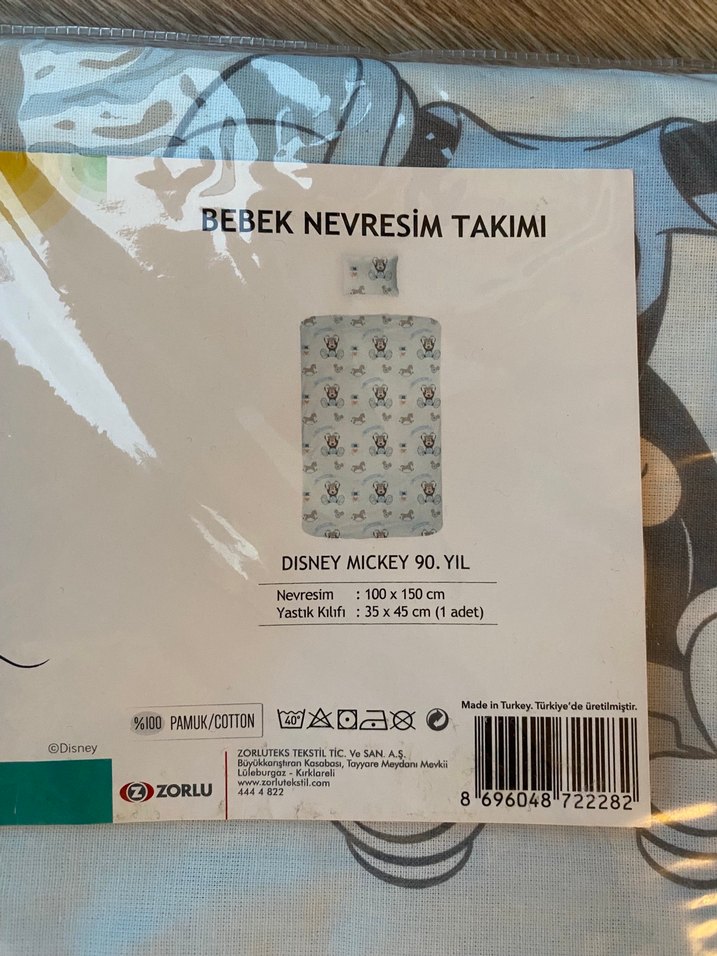 BEBEK NEVRESİM TAKIMI
DISNEY MICKEY 90. YIL
Nevresim : 100 x 150 cm
Yastık Kılıfı : 35 x 45 cm (1 adet)
%100 PAMUK/COTTON
40°
Made in Turkey. Türkiye'de üretilmiştir.
©Disney
ZORLU
ZORLUTEKS TEKSTİL TİC. Ve SAN. A.Ş.
Büyükkarıştıran Kasabası, Tayyare Meydanı Mevkii
Lüleburgaz - Kırklareli
www.zorlutekstil.com
444 4 822
8 696048 722282